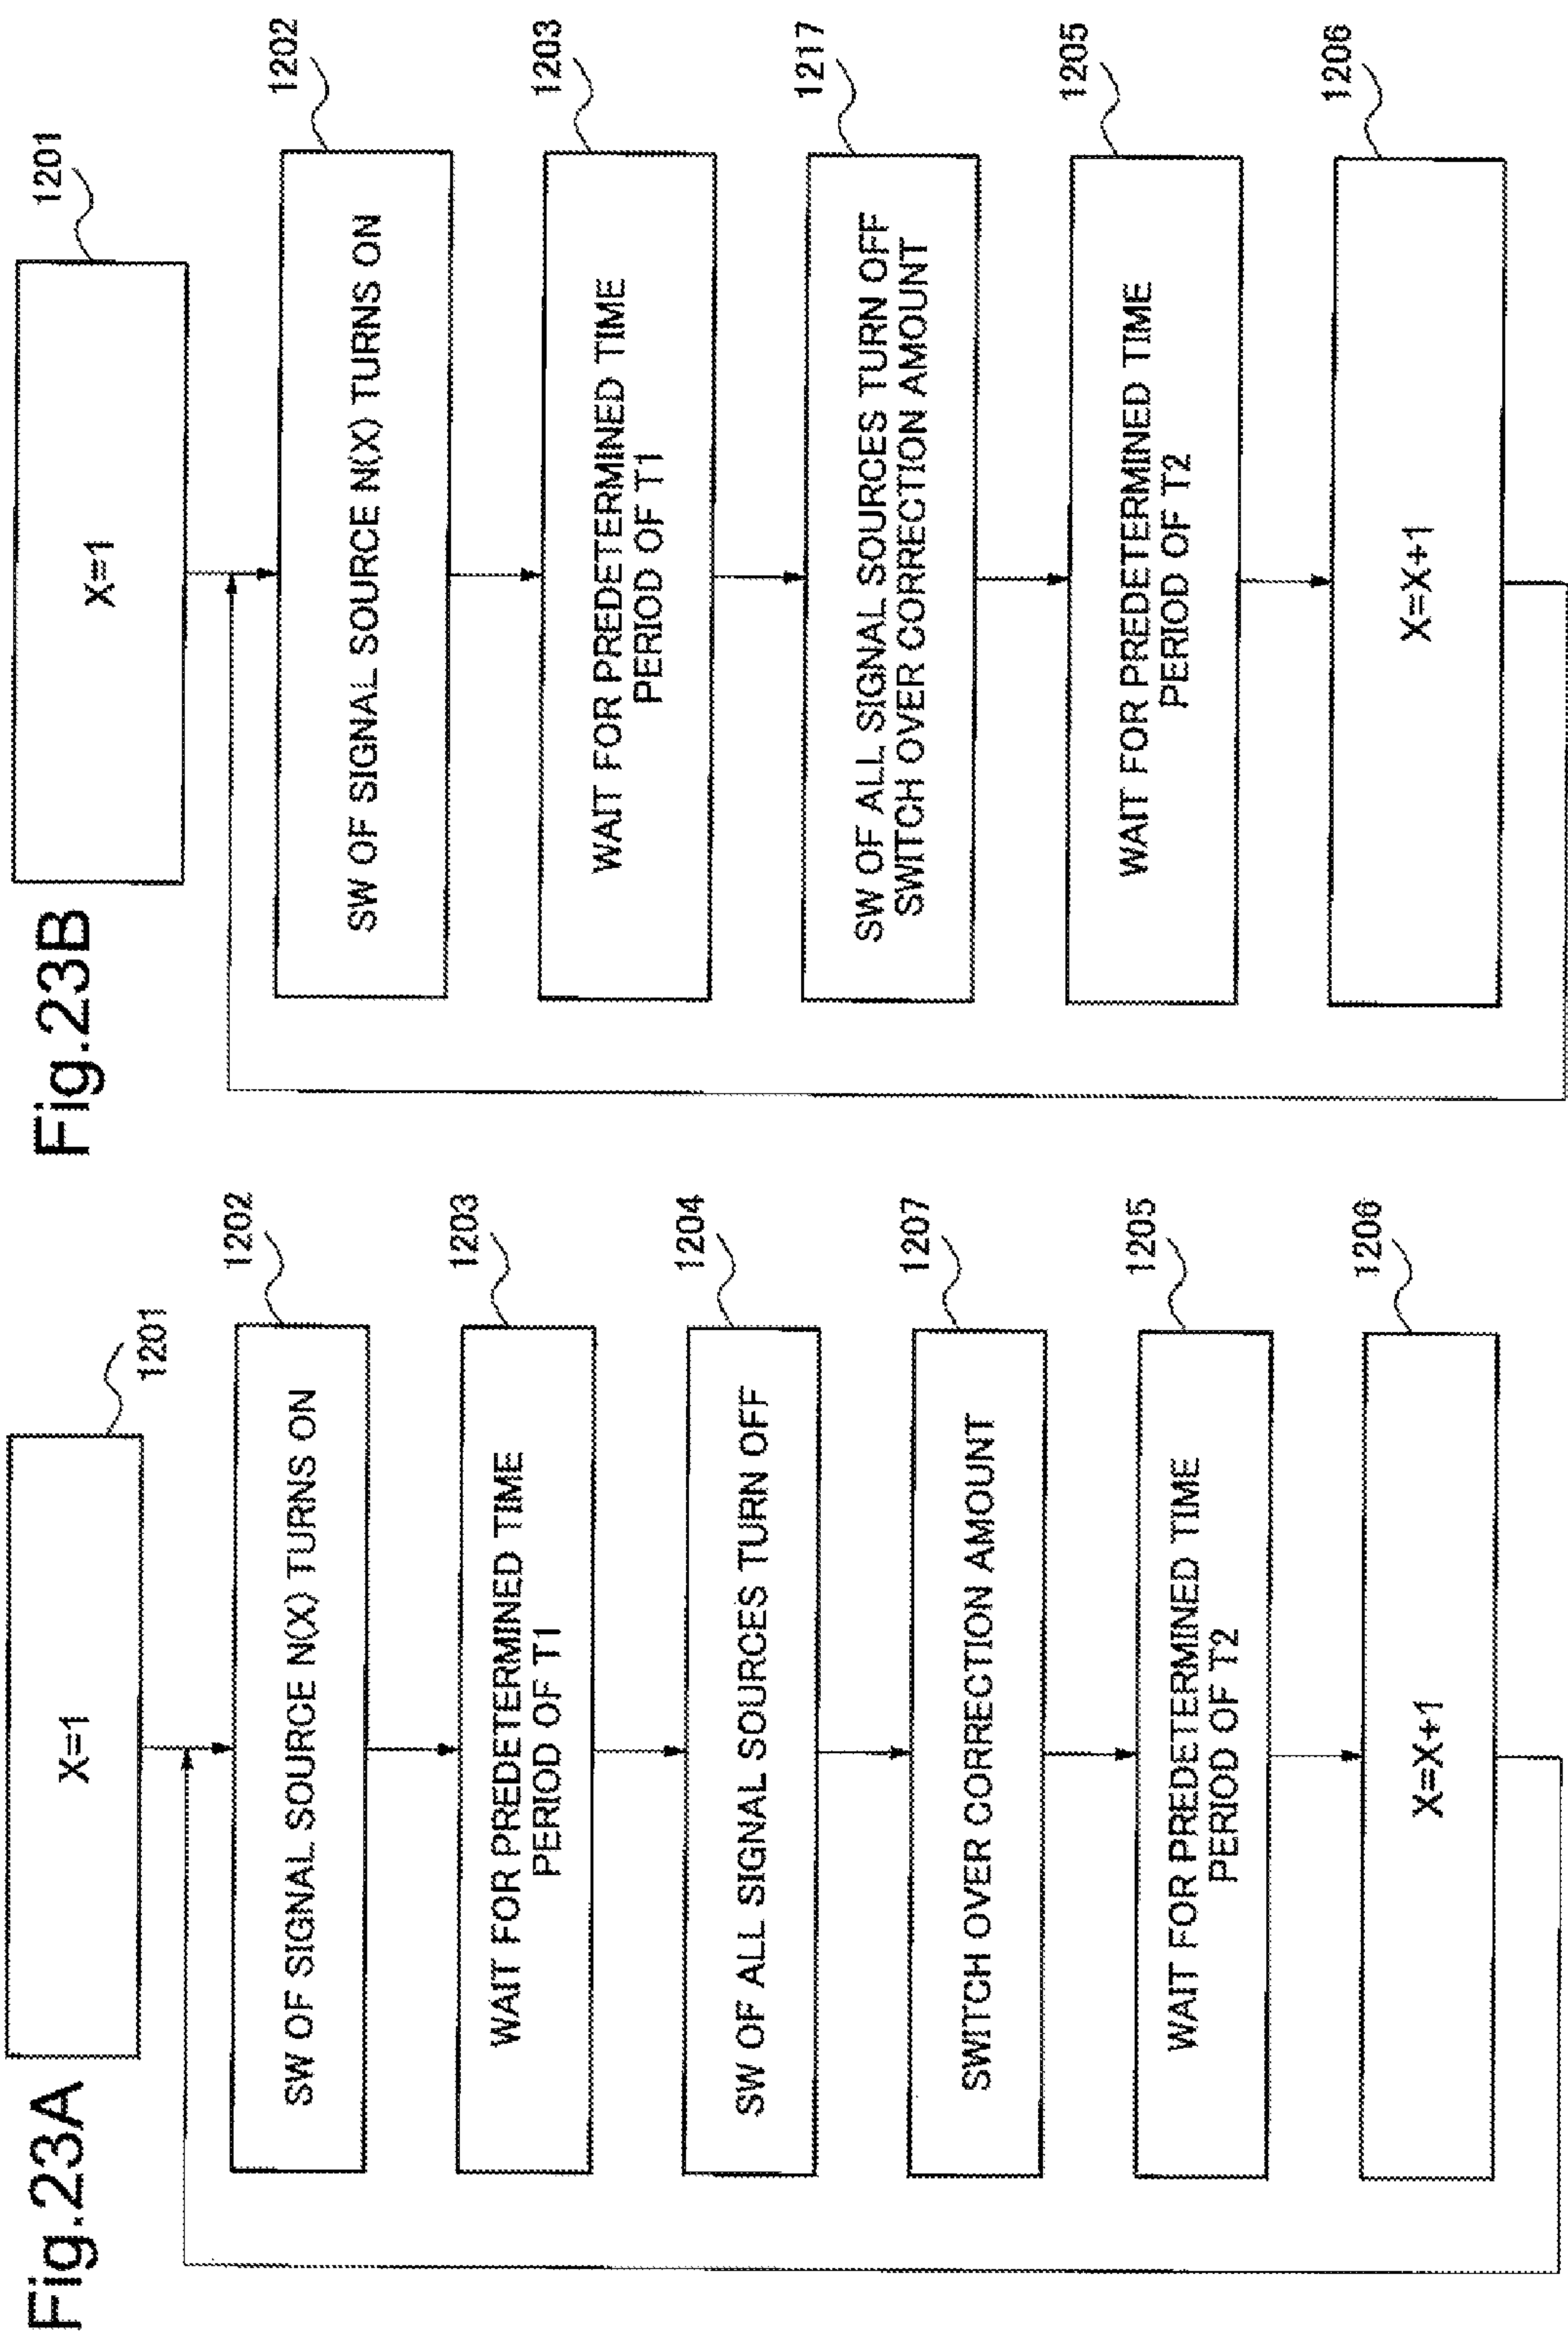 Fig.23A
X=1
1201
SW OF SIGNAL SOURCE N(X) TURNS ON
1202
WAIT FOR PREDETERMINED TIME
PERIOD OF T1
1203
SW OF ALL SIGNAL SOURCES TURN OFF
1204
SWITCH OVER CORRECTION AMOUNT
1207
WAIT FOR PREDETERMINED TIME
PERIOD OF T2
1205
X=X+1
1206
Fig.23B
X=1
1201
SW OF SIGNAL SOURCE N(X) TURNS ON
1202
WAIT FOR PREDETERMINED TIME
PERIOD OF T1
1203
SW OF ALL SIGNAL SOURCES TURN OFF
SWITCH OVER CORRECTION AMOUNT
1217
WAIT FOR PREDETERMINED TIME
PERIOD OF T2
1205
X=X+1
1206